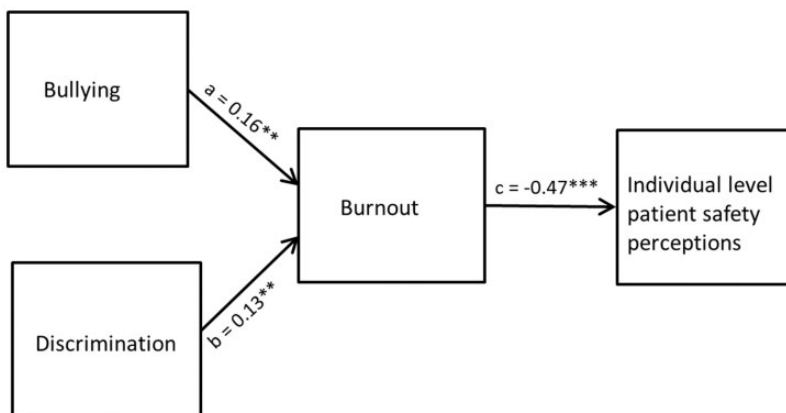 Bullying
a = 0.16**
Burnout
c = -0.47***
Individual level
patient safety
perceptions
Discrimination
b = 0.13**